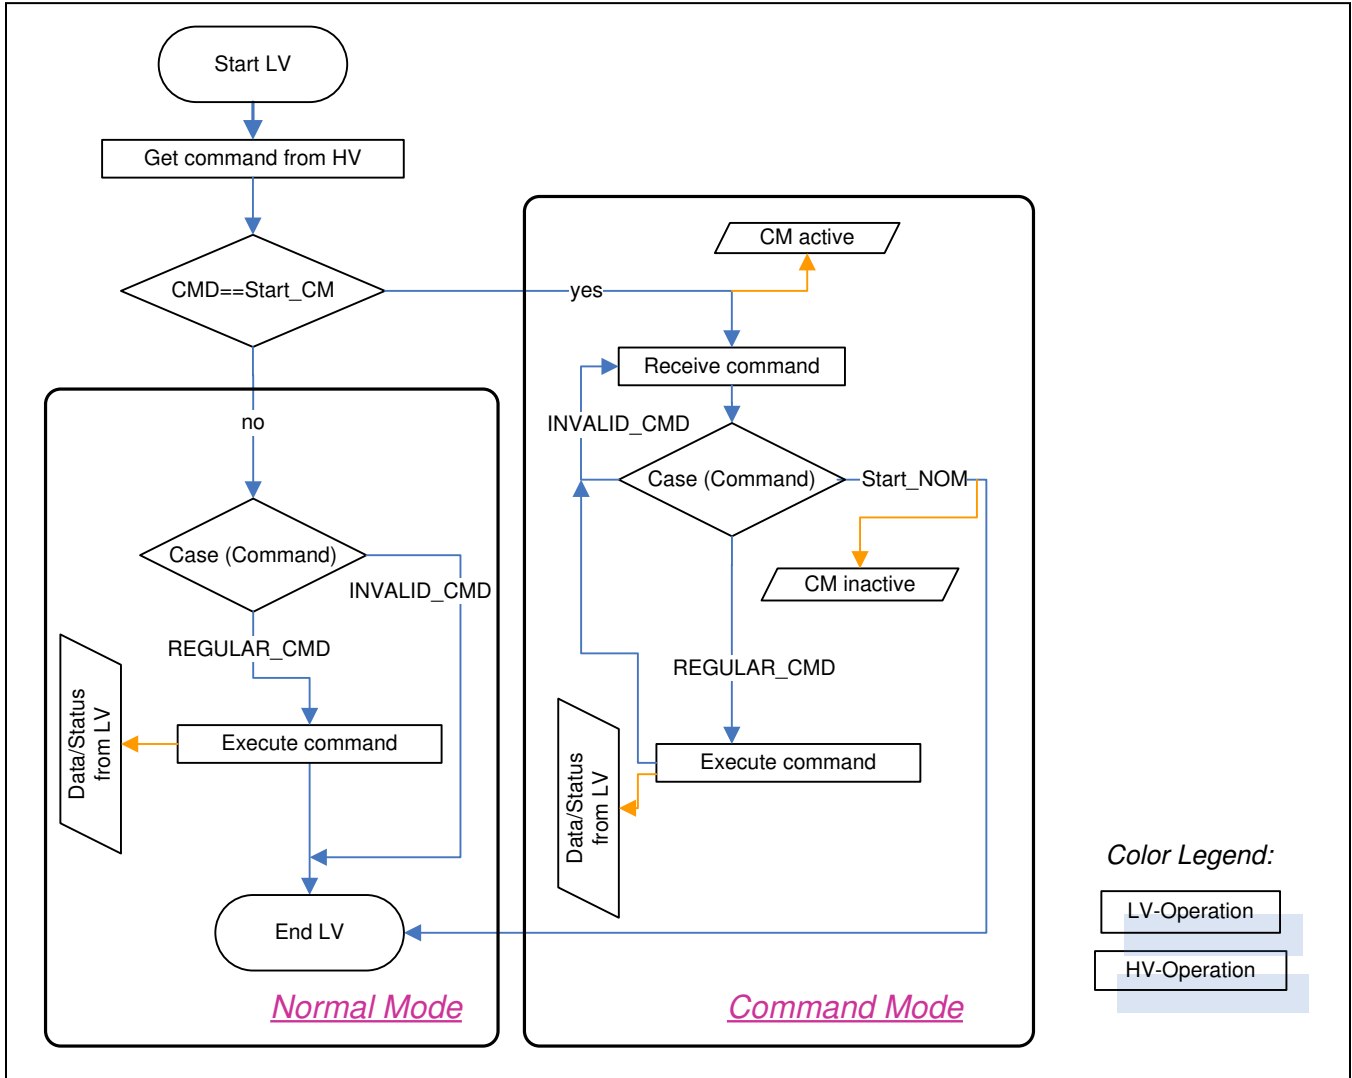 Start LV
Get command from HV
CMD==Start_CM
yes
CM active
Receive command
INVALID_CMD
Case (Command)
Start_NOM
CM inactive
REGULAR_CMD
Execute command
Data/Status
from LV
Command Mode
no
Case (Command)
INVALID_CMD
REGULAR_CMD
Execute command
Data/Status
from LV
End LV
Normal Mode
Color Legend:
LV-Operation
HV-Operation